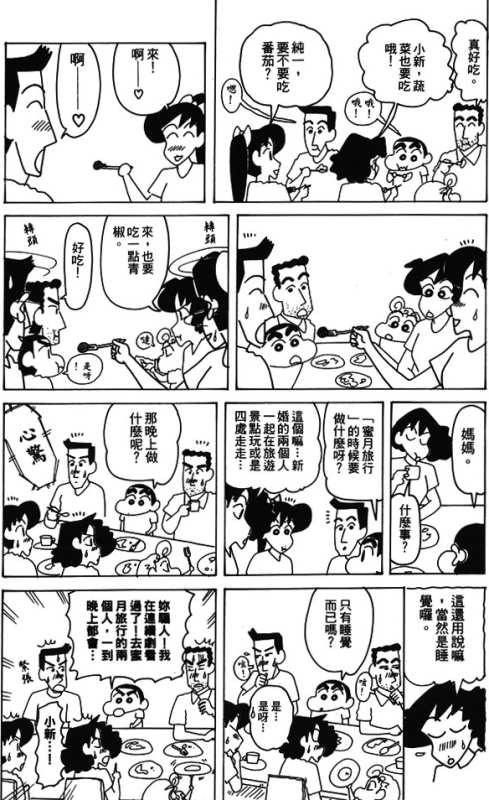 真好吃。
小新,蔬
菜也要吃
哦!
哦!
哦!
純一,
要不要吃
番茄?
嗯!
來!
啊——♡
啊——♡
轉頭
來,也要
吃一點青
椒。
嗯
好吃!
轉頭
是呀!
媽媽。
什麼事?
「蜜月旅行
」的時候要
做什麼呀?
這個嘛…新
婚的兩個人
一起在旅遊
景點玩或是
四處走走…
那晚上做
什麼呢?
心驚
這還用說嘛
,當然是睡
覺囉。
只有睡覺
而已嗎?
是…
是呀…
妳騙人!我
在連續劇看
過了!去蜜
月旅行的兩
個人,一到
晚上都會…
小新…!
緊張